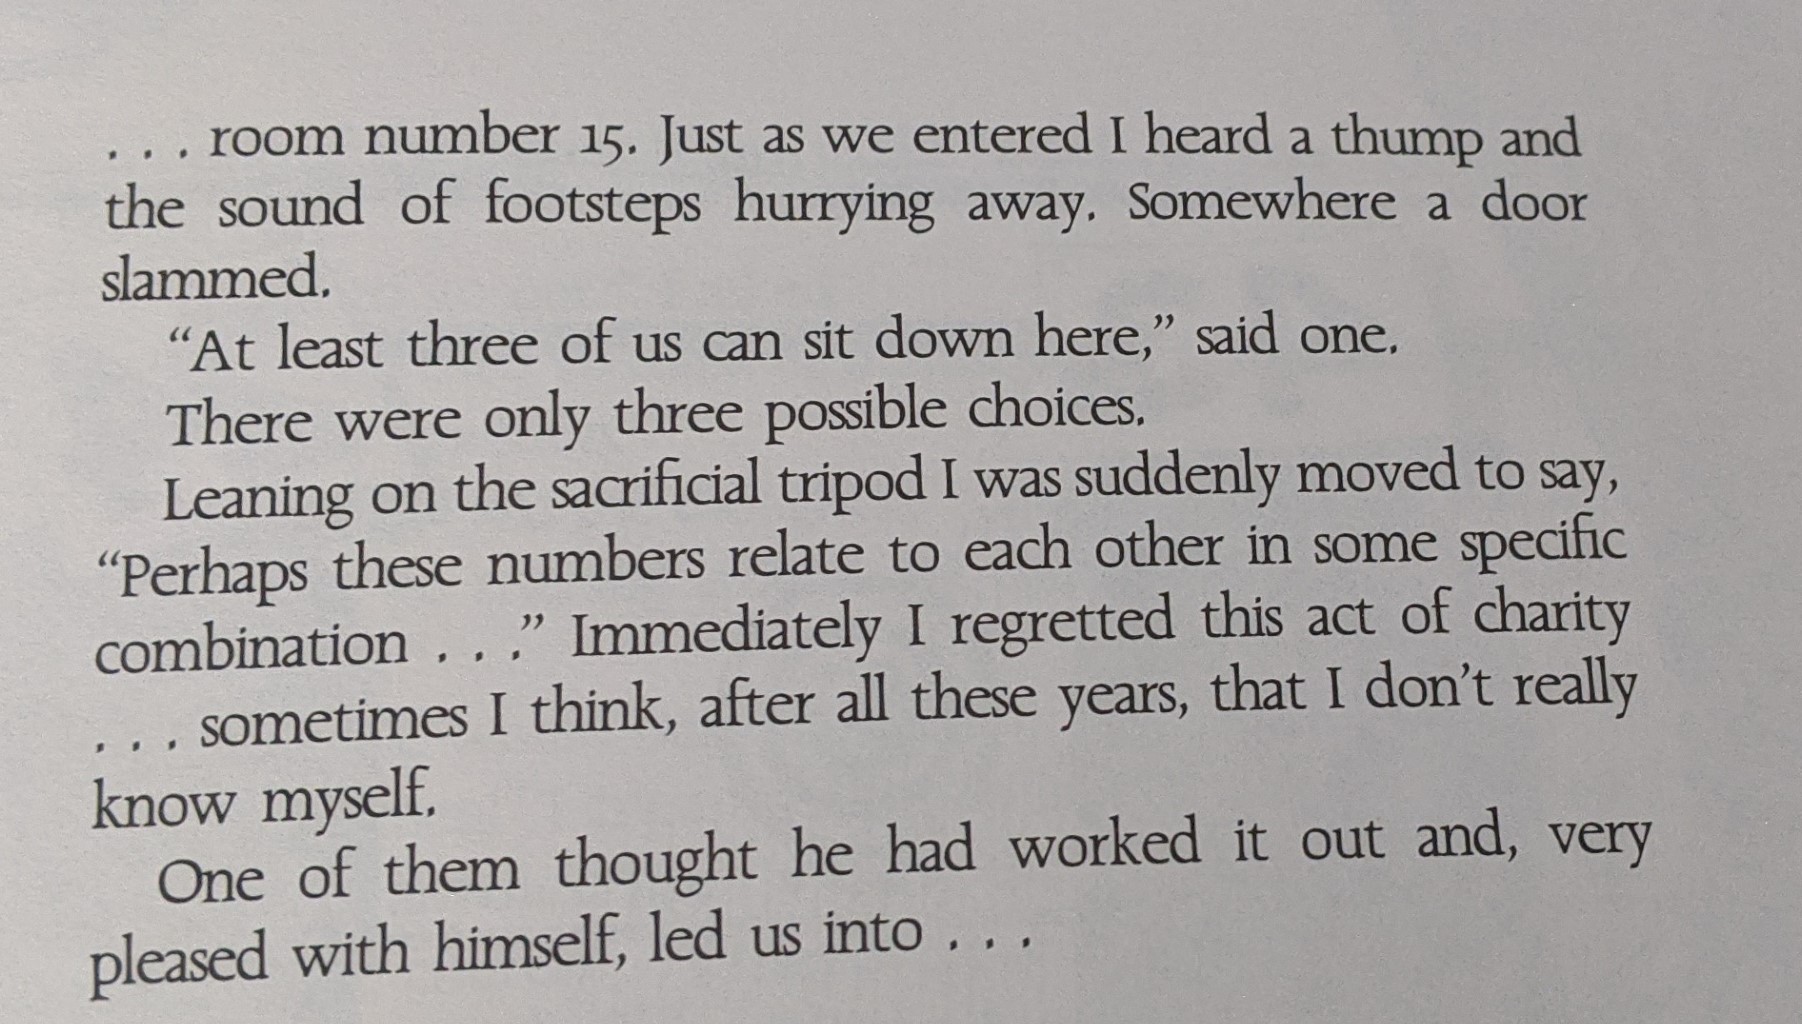 . . . room number 15. Just as we entered I heard a thump and
the sound of footsteps hurrying away. Somewhere a door
slammed.
“At least three of us can sit down here,” said one.
There were only three possible choices.
Leaning on the sacrificial tripod I was suddenly moved to say,
“Perhaps these numbers relate to each other in some specific
combination . . .” Immediately I regretted this act of charity
. . . sometimes I think, after all these years, that I don’t really
know myself.
One of them thought he had worked it out and, very
pleased with himself, led us into . . .